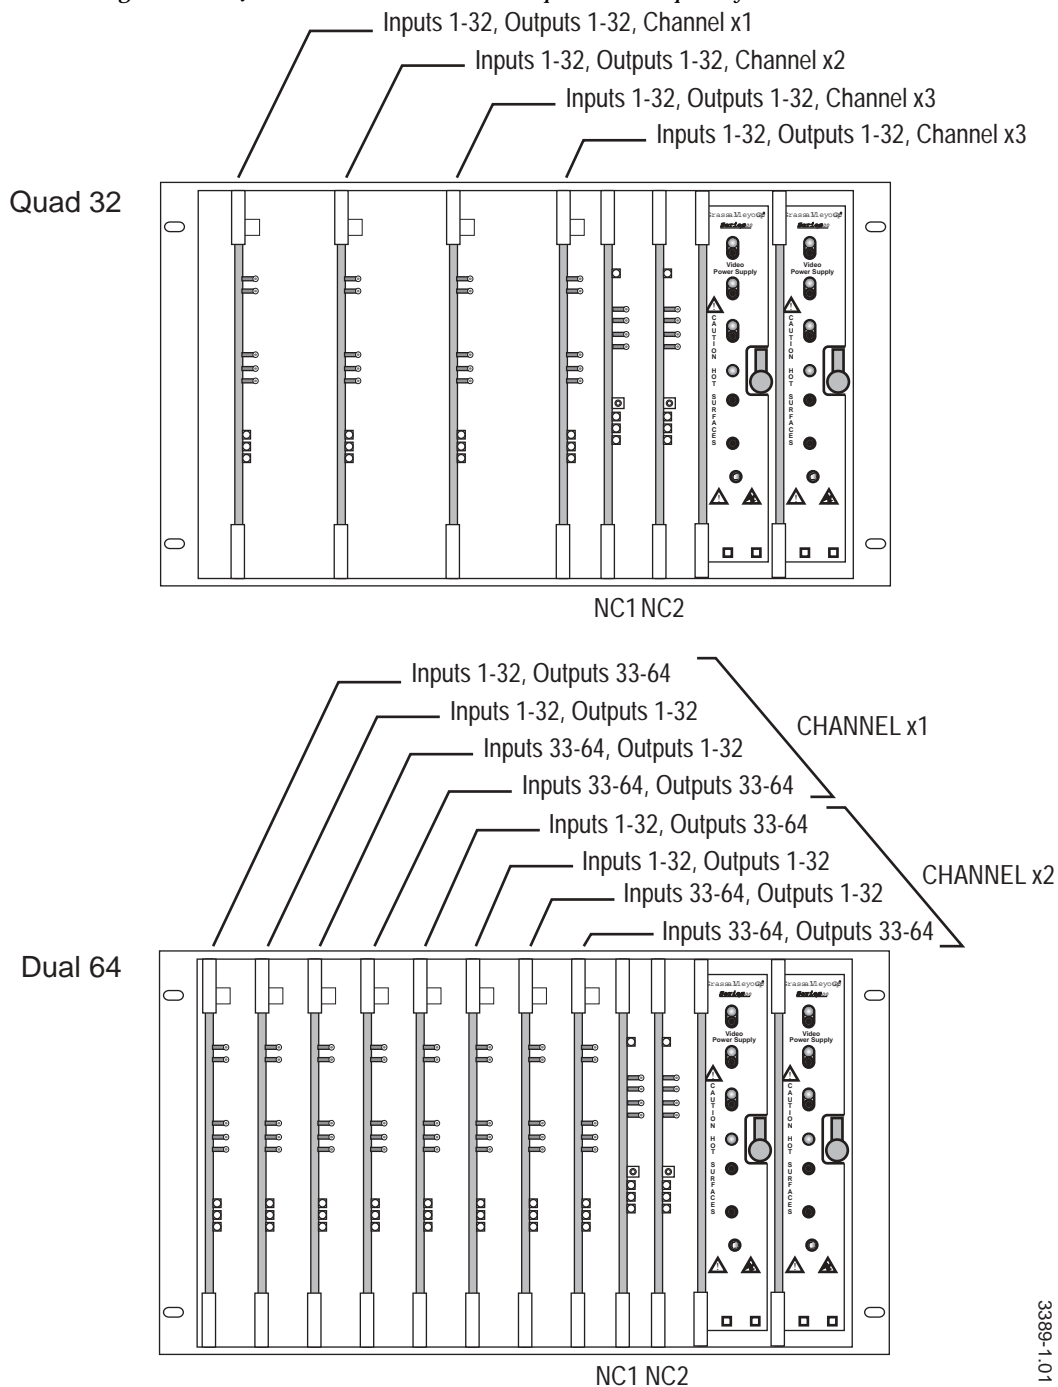 Inputs 1-32, Outputs 1-32, Channel x1
Inputs 1-32, Outputs 1-32, Channel x2
Inputs 1-32, Outputs 1-32, Channel x3
Inputs 1-32, Outputs 1-32, Channel x3
Quad 32
Series
Video
Power Supply
CAUTION HOT SURFACES
Series
Video
Power Supply
CAUTION HOT SURFACES
NC1 NC2
Inputs 1-32, Outputs 33-64
Inputs 1-32, Outputs 1-32
Inputs 33-64, Outputs 1-32
Inputs 33-64, Outputs 33-64
CHANNEL x1
Inputs 1-32, Outputs 33-64
Inputs 1-32, Outputs 1-32
Inputs 33-64, Outputs 1-32
Inputs 33-64, Outputs 33-64
CHANNEL x2
Dual 64
Series
Video
Power Supply
CAUTION HOT SURFACES
Series
Video
Power Supply
CAUTION HOT SURFACES
NC1 NC2
3389-1.01